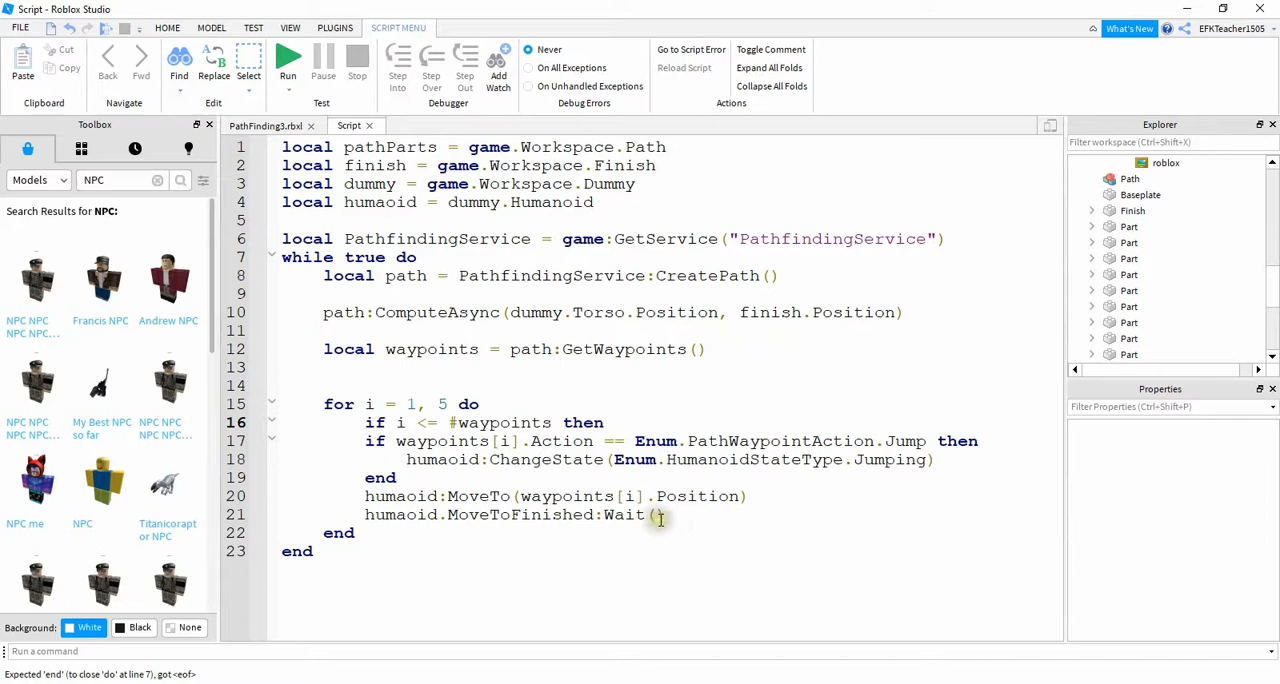 Script - Roblox Studio
FILE HOME MODEL TEST VIEW PLUGINS SCRIPT MENU What's New EFKTeacher1505
Paste Cut Copy Back Fwd Find Replace Select Run Pause Stop Step Into Step Over Step Out Add Watch
Never
On All Exceptions
On Unhandled Exceptions
Go to Script Error
Reload Script
Toggle Comment
Expand All Folds
Collapse All Folds
Clipboard Navigate Edit Test Debugger Debug Errors Actions
Toolbox
Models NPC
Search Results for NPC:
NPC NPC NPC...
Francis NPC
Andrew NPC
NPC NPC NPC...
My Best NPC so far
NPC NPC NPC...
NPC me
NPC
Titanicorapt or NPC
Background: White Black None
PathFinding3.rbxl Script
1 local pathParts = game.Workspace.Path
2 local finish = game.Workspace.Finish
3 local dummy = game.Workspace.Dummy
4 local humaoid = dummy.Humanoid
5
6 local PathfindingService = game:GetService("PathfindingService")
7 while true do
8 local path = PathfindingService:CreatePath()
9
10 path:ComputeAsync(dummy.Torso.Position, finish.Position)
11
12 local waypoints = path:GetWaypoints()
13
14
15 for i = 1, 5 do
16 if i <= #waypoints then
17 if waypoints[i].Action == Enum.PathWaypointAction.Jump then
18 humaoid:ChangeState(Enum.HumanoidStateType.Jumping)
19 end
20 humaoid:MoveTo(waypoints[i].Position)
21 humaoid.MoveToFinished:Wait()
22 end
23 end
Explorer
Filter workspace (Ctrl+Shift+X)
roblox
Path
Baseplate
Finish
Part
Part
Part
Part
Part
Part
Part
Part
Part
Properties
Filter Properties (Ctrl+Shift+P)
Run a command
Expected 'end' (to close 'do' at line 7), got <eof>